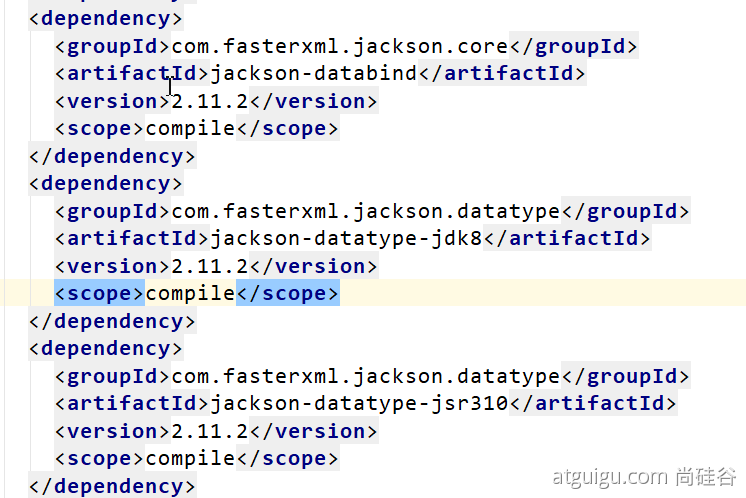 <dependency>
<groupId>com.fasterxml.jackson.core</groupId>
<artifactId>jackson-databind</artifactId>
<version>2.11.2</version>
<scope>compile</scope>
</dependency>
<dependency>
<groupId>com.fasterxml.jackson.datatype</groupId>
<artifactId>jackson-datatype-jdk8</artifactId>
<version>2.11.2</version>
<scope>compile</scope>
</dependency>
<dependency>
<groupId>com.fasterxml.jackson.datatype</groupId>
<artifactId>jackson-datatype-jsr310</artifactId>
<version>2.11.2</version>
<scope>compile</scope>
</dependency>
atguigu.com 尚硅谷